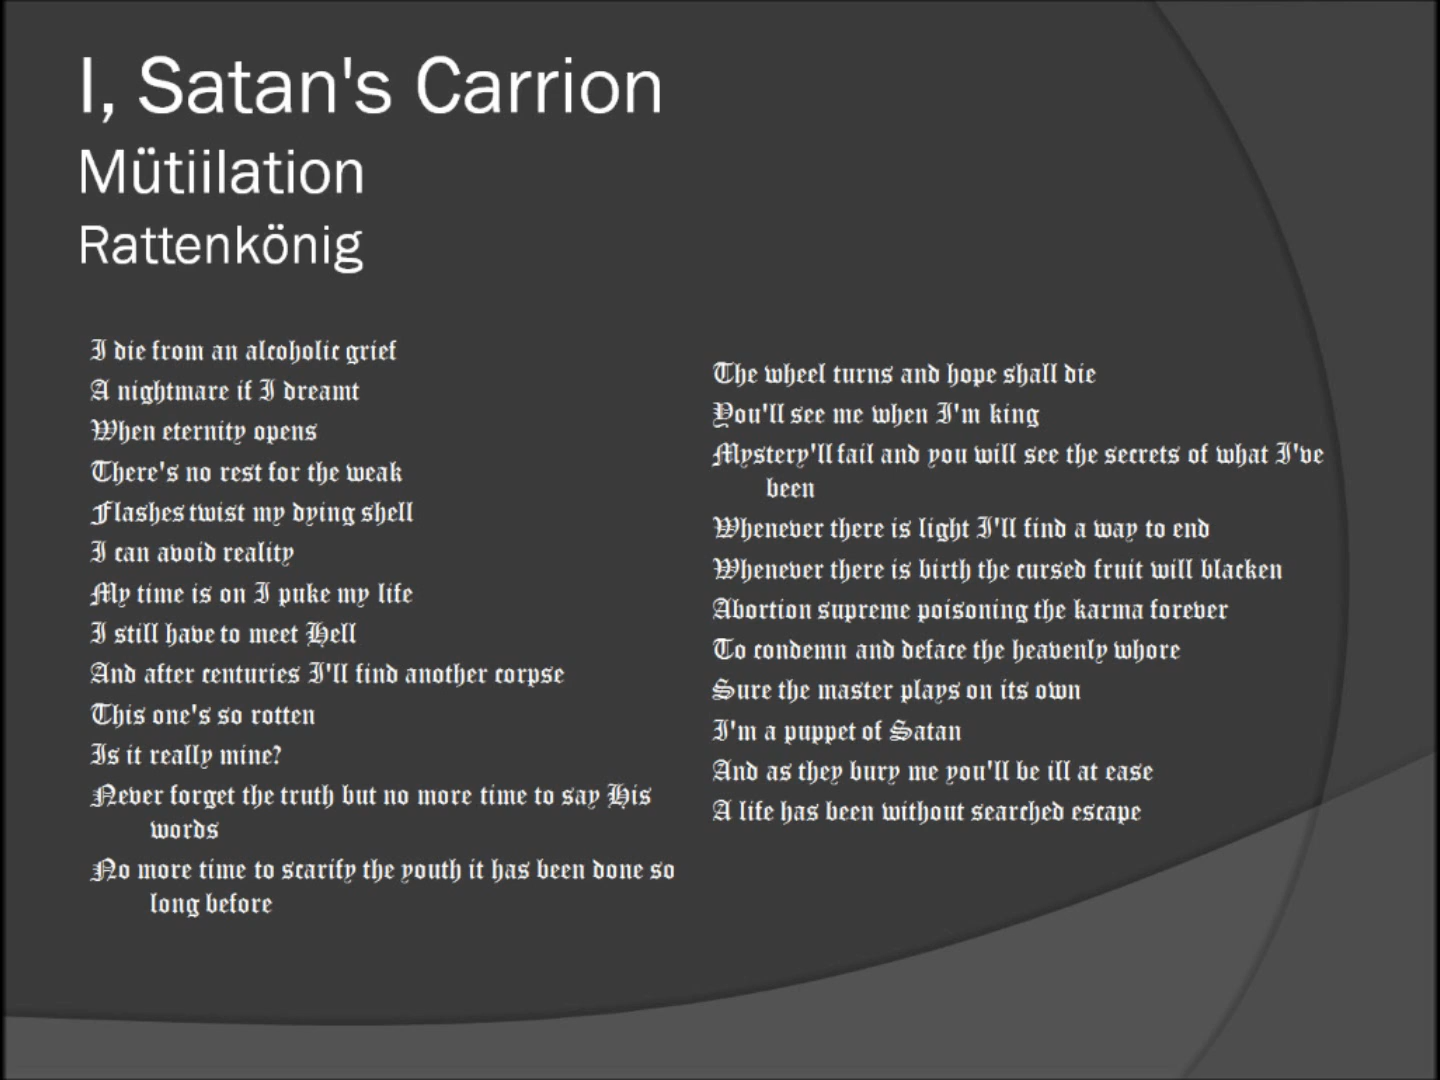 I, Satan's Carrion
Mütiilation
Rattenkönig
I die from an alcoholic grief
A nightmare if I dreamt
When eternity opens
There's no rest for the weak
Flashes twist my dying shell
I can avoid reality
My time is on I puke my life
I still have to meet Hell
And after centuries I'll find another corpse
This one's so rotten
Is it really mine?
Never forget the truth but no more time to say His
words
No more time to scarify the youth it has been done so
long before
The wheel turns and hope shall die
You'll see me when I'm king
Mystery'll fail and you will see the secrets of what I've
been
Whenever there is light I'll find a way to end
Whenever there is birth the cursed fruit will blacken
Abortion supreme poisoning the karma forever
To condemn and deface the heavenly whore
Sure the master plays on its own
I'm a puppet of Satan
And as they bury me you'll be ill at ease
A life has been without searched escape